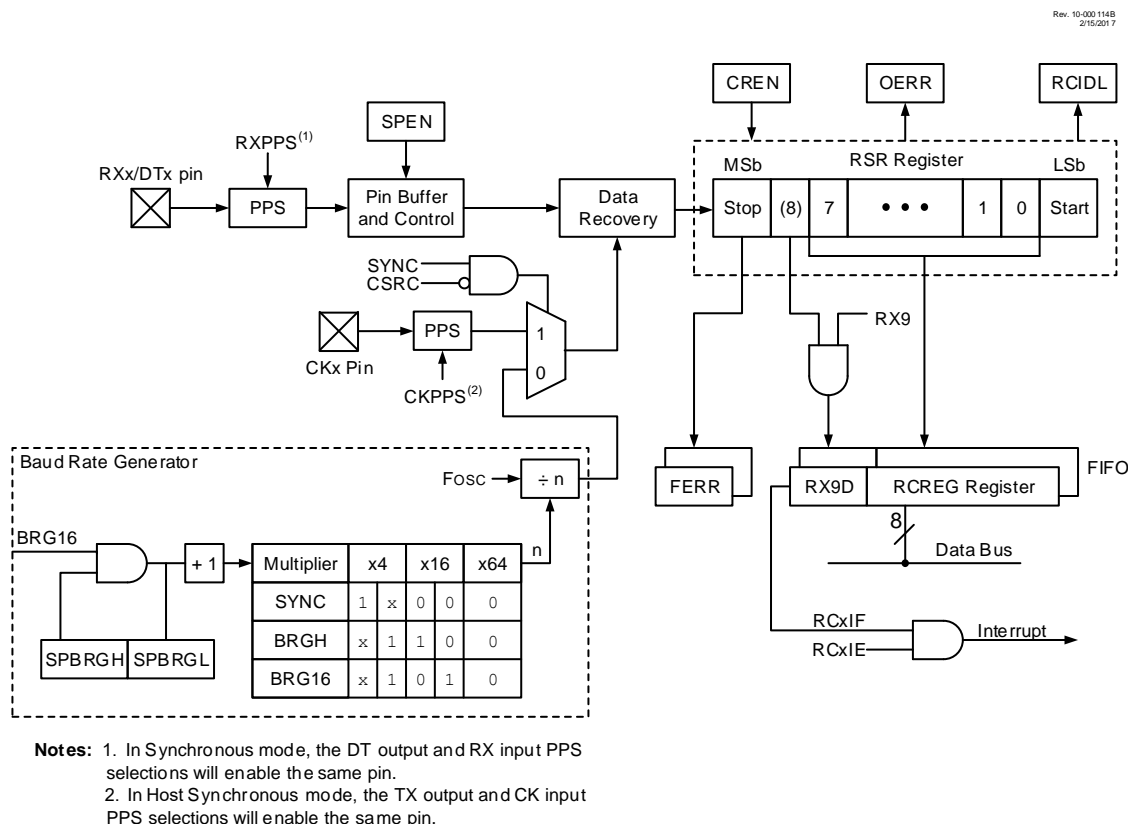 Rev. 10-000 114B
2/15/201 7
CREN
OERR
RCIDL
SPEN
RXPPS(1)
RXx/DTx pin
PPS
Pin Buffer
and Control
Data
Recovery
MSb
RSR Register
LSb
Stop
(8)
7
• • •
1
0
Start
SYNC
CSRC
CKx Pin
PPS
CKPPS(2)
1
0
RX9
Baud Rate Generator
Fosc
÷ n
n
BRG16
+ 1
Multiplier x4 x16 x64
SYNC 1 x 0 0 0
BRGH x 1 1 0 0
BRG16 x 1 0 1 0
SPBRGH
SPBRGL
FERR
RX9D
RCREG Register
FIFO
8
Data Bus
RCxIF
RCxIE
Interrupt
Notes: 1. In Synchronous mode, the DT output and RX input PPS
selections will enable the same pin.
2. In Host Synchronous mode, the TX output and CK input
PPS selections will enable the same pin.